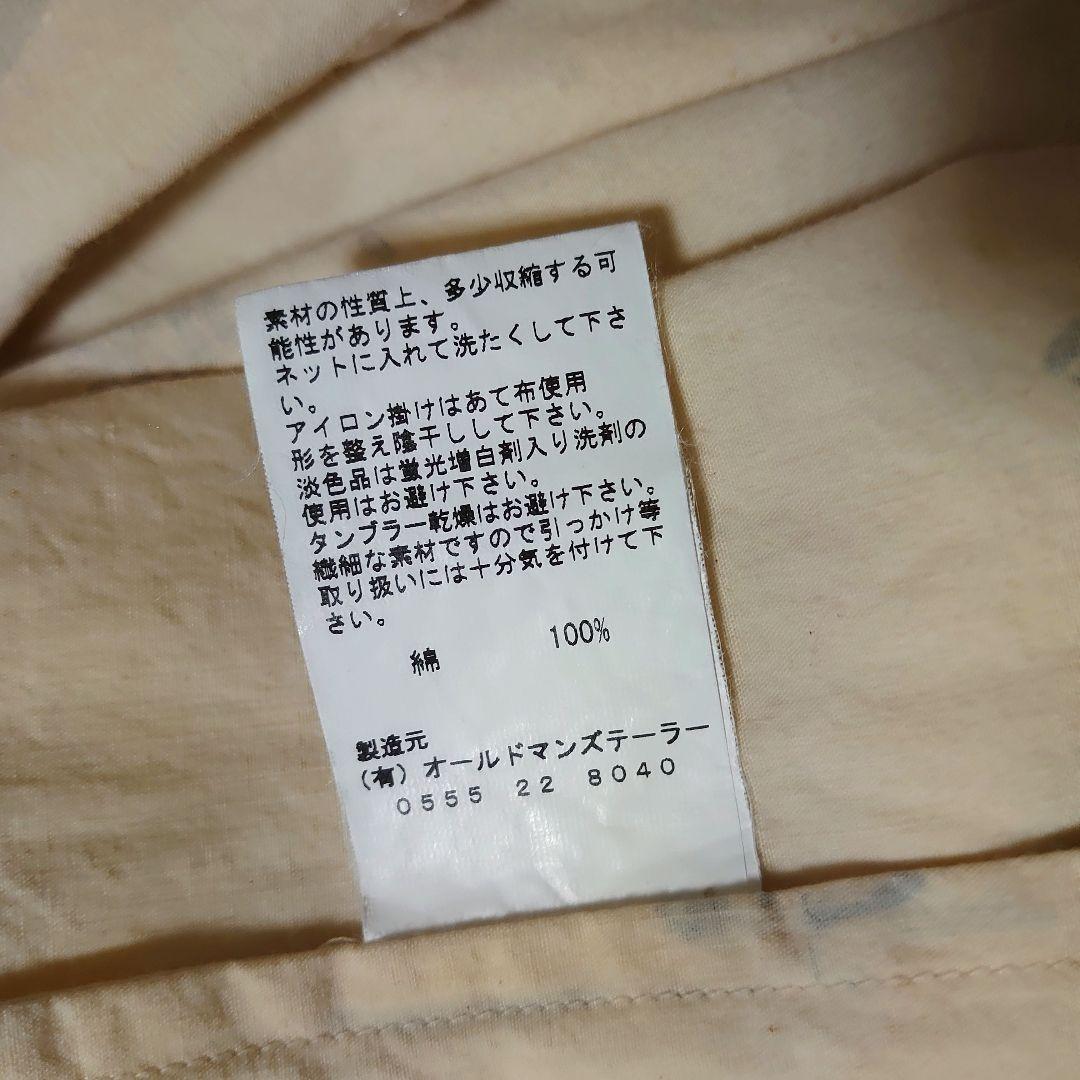 素材の性質上、多少収縮する可
能性があります。
ネットに入れて洗たくして下さ
い。
アイロン掛けはあて布使用
形を整え陰干しして下さい。
淡色品は蛍光増白剤入り洗剤の
使用はお避け下さい。
タンブラー乾燥はお避け下さい。
繊細な素材ですので引っかけ等
取り扱いには十分気を付けて下
さい。
綿 100%
製造元
(有) オールドマンズテーラー
0555 22 8040